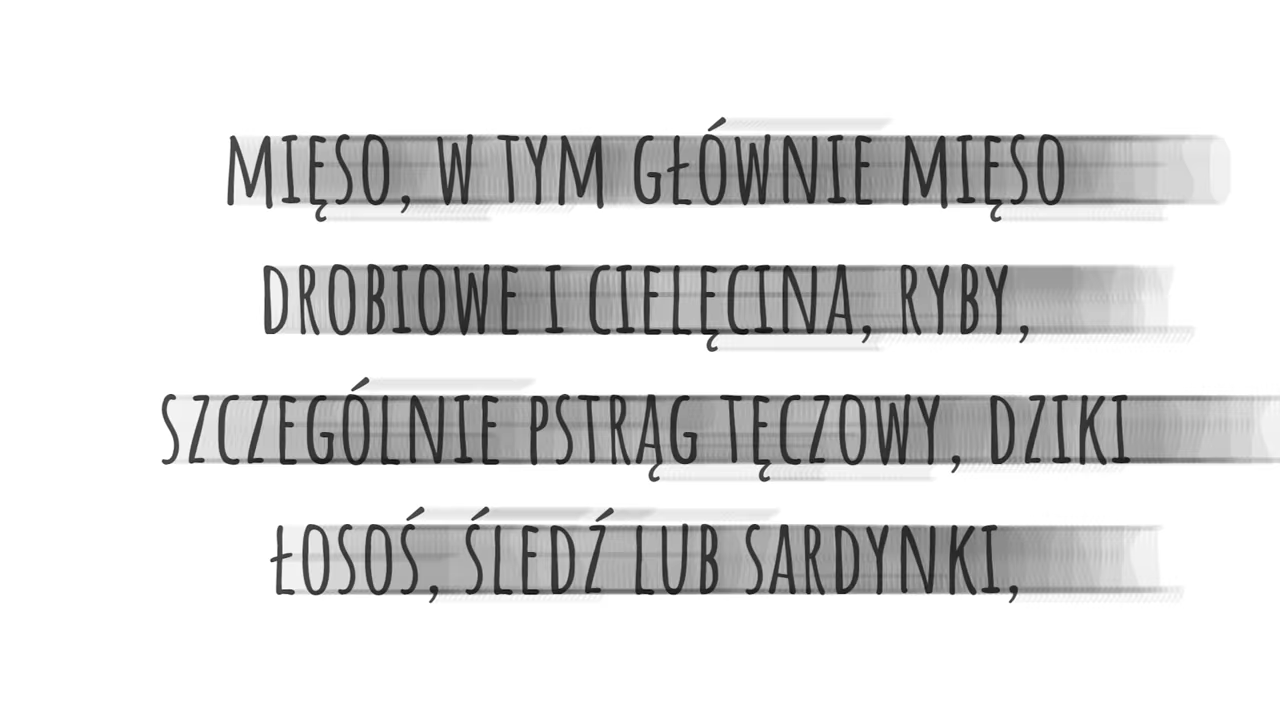 MIĘSO, W TYM GŁÓWNIE MIĘSO
DROBIOWE I CIELĘCINA, RYBY,
SZCZEGÓLNIE PSTRĄG TĘCZOWY, DZIKI
ŁOSOŚ, ŚLEDŹ LUB SARDYNKI,